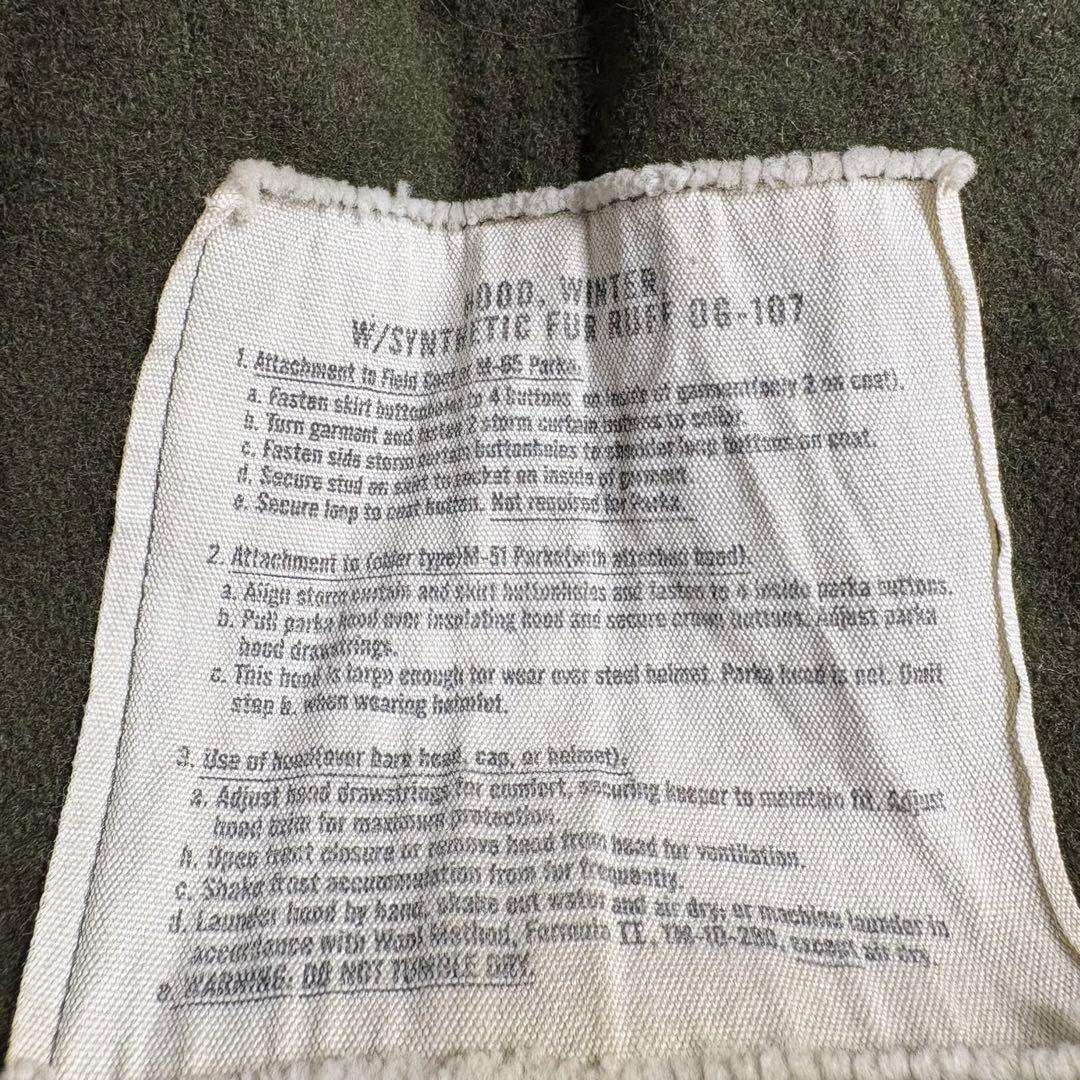 HOOD, WINTER,
W/SYNTHETIC FUR RUFF OG-107
1. Attachment to Field Coat or M-65 Parka.
a. Fasten skirt buttonholes to 4 buttons on inside of garment(only 2 on coat).
b. Turn garment and fasten 2 storm curtain buttons to collar.
c. Fasten side storm curtain buttonholes to shoulder loop buttons on coat.
d. Secure stud on skirt to socket on inside of garment.
e. Secure loop to coat button. Not required for Parka.
2. Attachment to (older type)M-51 Parka(with attached hood).
a. Align storm curtain and skirt buttonholes and fasten to 4 inside parka buttons.
b. Pull parka hood over insulating hood and secure crown buttons. Adjust parka
hood drawstrings.
c. This hood is large enough for wear over steel helmet. Parka hood is not. Omit
step b. when wearing helmet.
3. Use of hood(over bare head, cap, or helmet).
a. Adjust hood drawstrings for comfort, securing keeper to maintain fit. Adjust
hood brim for maximum protection.
b. Open front closure or remove hood from head for ventilation.
c. Shake frost accumulation from fur frequently.
d. Launder hood by hand, shake out water and air dry; or machine launder in
accordance with Wool Method, Formula II, TM-10-280, except air dry.
e. WARNING: DO NOT TUMBLE DRY.